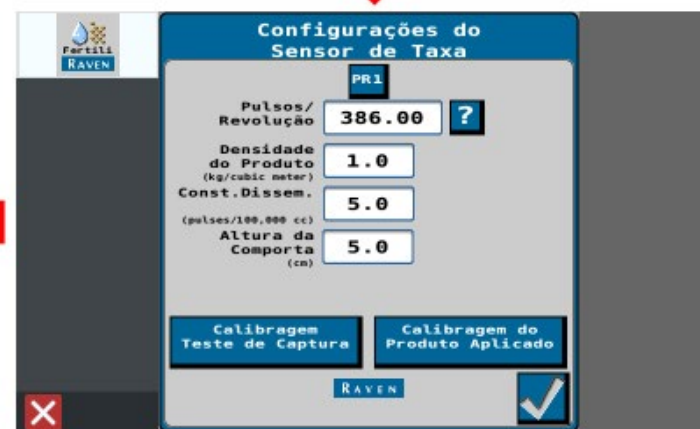 Fertili
RAVEN
Configurações do
Sensor de Taxa
PR1
Pulsos/
Revolução
386.00
?
Densidade
do Produto
(kg/cubic meter)
1.0
Const.Dissem.
(pulses/100,000 cc)
5.0
Altura da
Comporta
(cm)
5.0
Calibragem
Teste de Captura
Calibragem do
Produto Aplicado
RAVEN